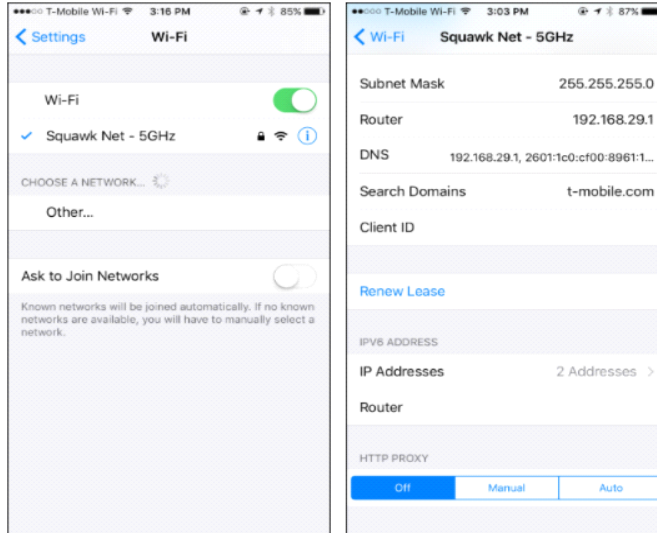 T-Mobile Wi-Fi 3:16 PM 85%
Settings Wi-Fi
Wi-Fi
Squawk Net - 5GHz
CHOOSE A NETWORK...
Other...
Ask to Join Networks
Known networks will be joined automatically. If no known
networks are available, you will have to manually select a
network.
T-Mobile Wi-Fi 3:03 PM 87%
Wi-Fi Squawk Net - 5GHz
Subnet Mask 255.255.255.0
Router 192.168.29.1
DNS 192.168.29.1, 2601:1c0:cf00:8961:1...
Search Domains t-mobile.com
Client ID
Renew Lease
IPV6 ADDRESS
IP Addresses 2 Addresses
Router
HTTP PROXY
Off Manual Auto